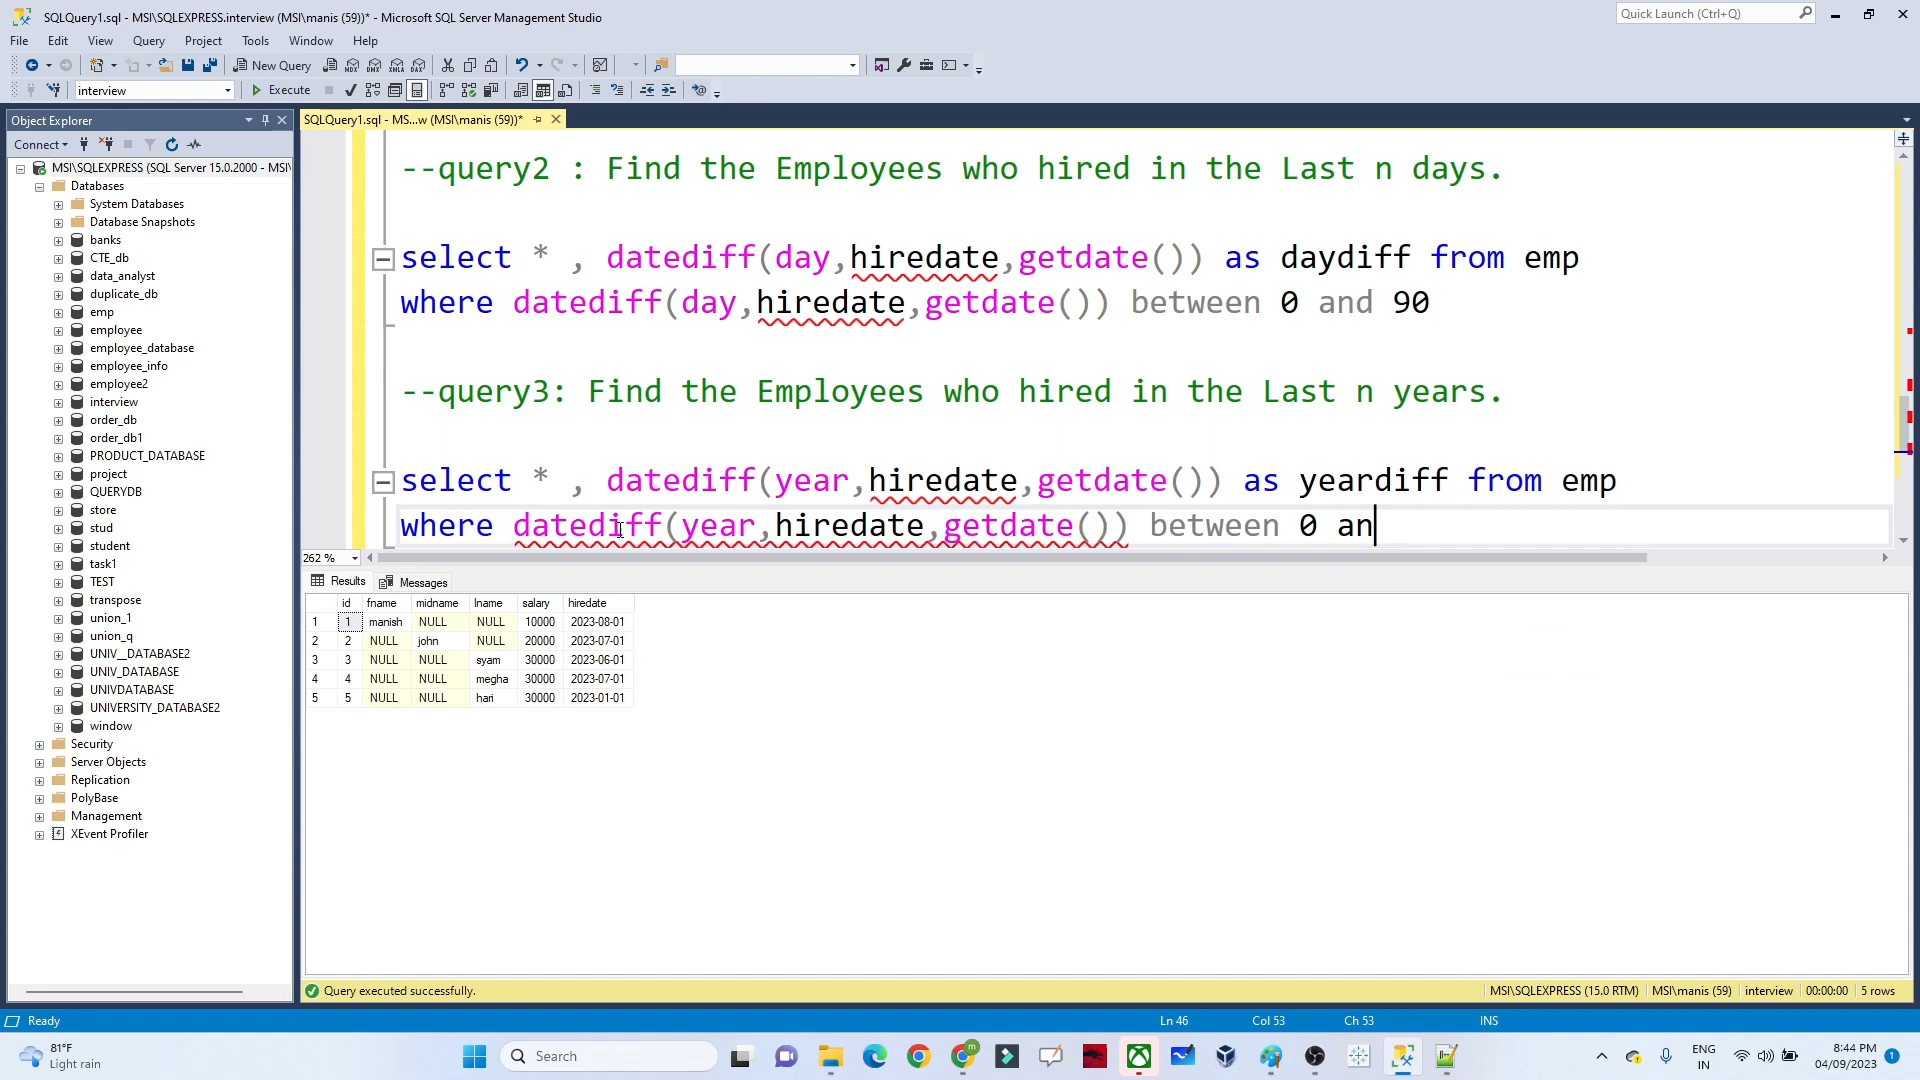 SQLQuery1.sql - MSI\SQLEXPRESS.interview (MSI\manis (59))* - Microsoft SQL Server Management Studio
Quick Launch (Ctrl+Q)
File Edit View Query Project Tools Window Help
New Query
interview Execute
Object Explorer
SQLQuery1.sql - MS...w (MSI\manis (59))*
Connect
MSI\SQLEXPRESS (SQL Server 15.0.2000 - MSI\
Databases
System Databases
Database Snapshots
banks
CTE_db
data_analyst
duplicate_db
emp
employee
employee_database
employee_info
employee2
interview
order_db
order_db1
PRODUCT_DATABASE
project
QUERYDB
store
stud
student
task1
TEST
transpose
union_1
union_q
UNIV__DATABASE2
UNIV_DATABASE
UNIVDATABASE
UNIVERSITY_DATABASE2
window
Security
Server Objects
Replication
PolyBase
Management
XEvent Profiler
--query2 : Find the Employees who hired in the Last n days.
select * , datediff(day,hiredate,getdate()) as daydiff from emp
where datediff(day,hiredate,getdate()) between 0 and 90
--query3: Find the Employees who hired in the Last n years.
select * , datediff(year,hiredate,getdate()) as yeardiff from emp
where datediff(year,hiredate,getdate()) between 0 an
262 %
Results Messages
id fname midname lname salary hiredate
1 1 manish NULL NULL 10000 2023-08-01
2 2 NULL john NULL 20000 2023-07-01
3 3 NULL NULL syam 30000 2023-06-01
4 4 NULL NULL megha 30000 2023-07-01
5 5 NULL NULL hari 30000 2023-01-01
Query executed successfully.
MSI\SQLEXPRESS (15.0 RTM) MSI\manis (59) interview 00:00:00 5 rows
Ready Ln 46 Col 53 Ch 53 INS
81°F
Light rain
Search
ENG
IN
8:44 PM
04/09/2023
1